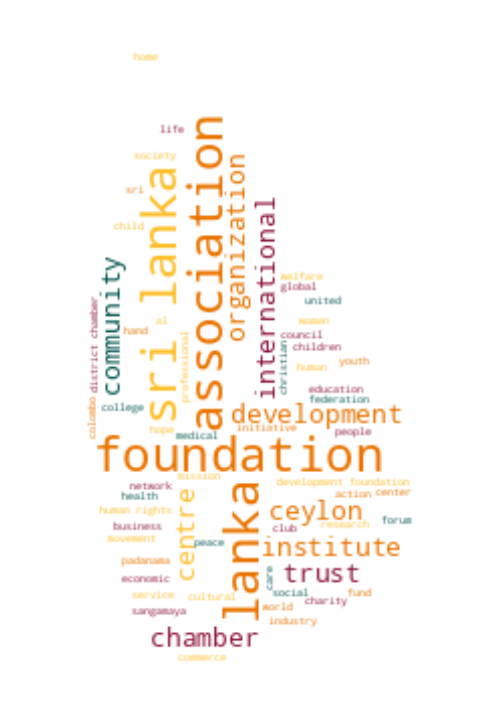 home
life
society
sri
child
sri lanka
association
organization
international
community
district chamber
colombo
hand
al
professional
welfare
global
united
women
council
children
christian
human
youth
education
federation
college
hope
medical
development
initiative
people
foundation
mission
network
health
human rights
business
movement
centre
peace
lanka
development foundation
action
center
ceylon
club
research
forum
institute
padanama
economic
service
cultural
sangamaya
care
trust
social
fund
charity
world
industry
chamber
commerce